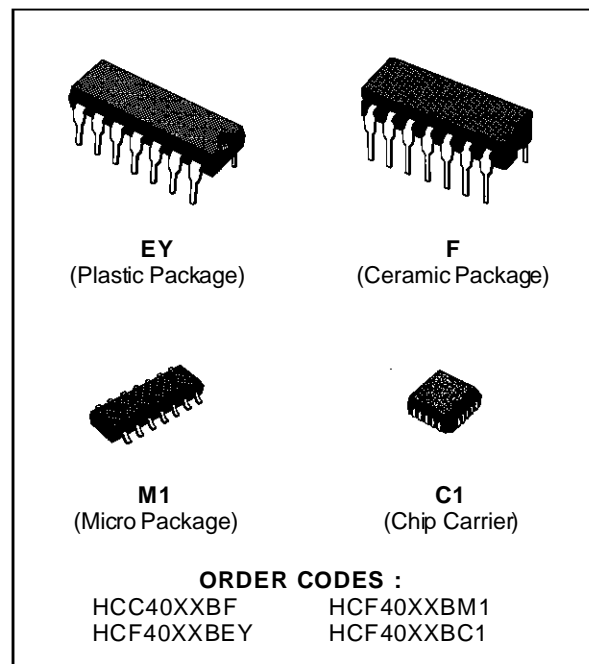 EY
(Plastic Package)
F
(Ceramic Package)
M1
(Micro Package)
C1
(Chip Carrier)
ORDER CODES :
HCC40XXBF HCF40XXBM1
HCF40XXBEY HCF40XXBC1